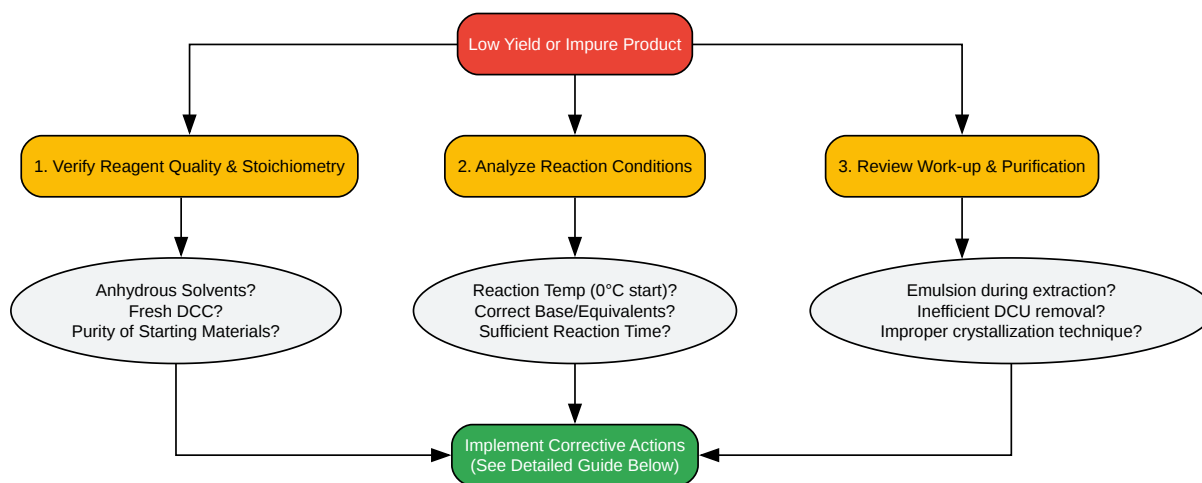 Low Yield or Impure Product
1. Verify Reagent Quality & Stoichiometry
2. Analyze Reaction Conditions
3. Review Work-up & Purification
Anhydrous Solvents?
Fresh DCC?
Purity of Starting Materials?
Reaction Temp (0°C start)?
Correct Base/Equivalents?
Sufficient Reaction Time?
Emulsion during extraction?
Inefficient DCU removal?
Improper crystallization technique?
Implement Corrective Actions
(See Detailed Guide Below)